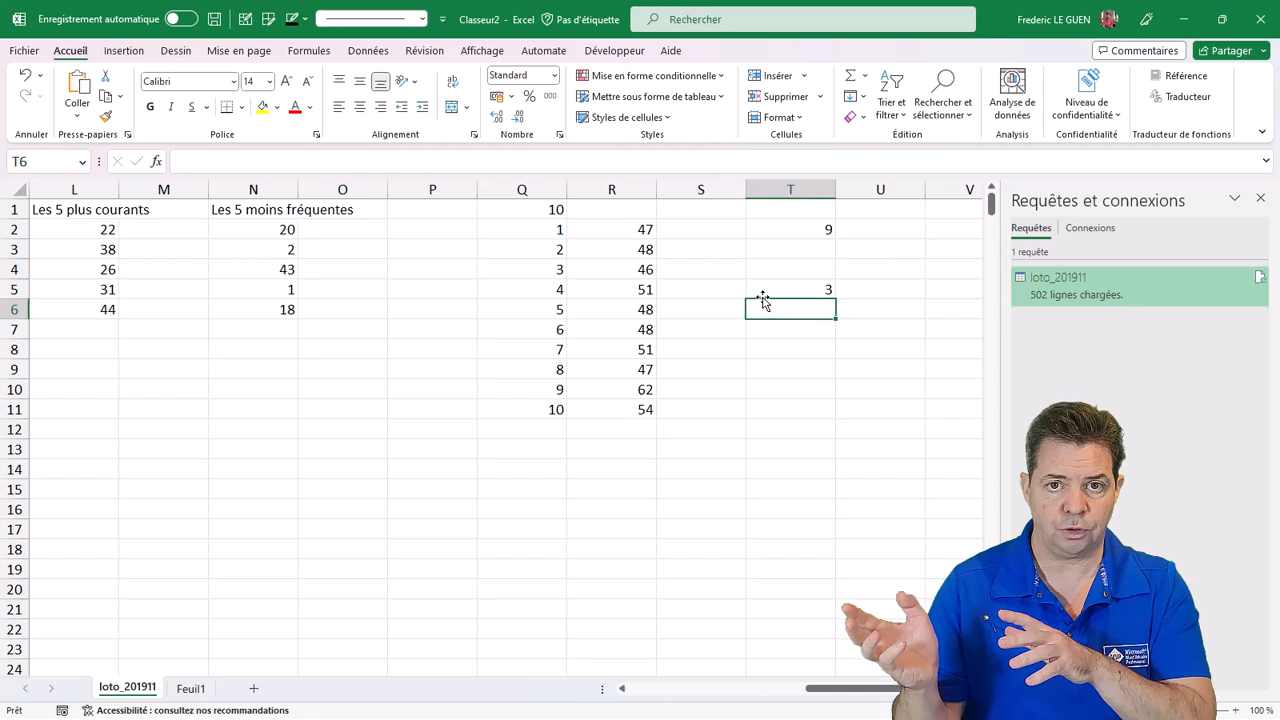 Enregistrement automatique
Classeur2 - Excel
Pas d'étiquette
Rechercher
Frederic LE GUEN
Fichier Accueil Insertion Dessin Mise en page Formules Données Révision Affichage Automate Développeur Aide
Commentaires
Partager
Coller
Calibri 14
G I S
Standard
% 000
Mise en forme conditionnelle
Mettre sous forme de tableau
Styles de cellules
Insérer
Supprimer
Format
Trier et filtrer
Rechercher et sélectionner
Analyse de données
Niveau de confidentialité
Référence
Traducteur
Annuler Presse-papiers Police Alignement Nombre Styles Cellules Édition Analysis Confidentialité Traducteur de fonctions
T6 fx
L M N O P Q R S T U V
1 Les 5 plus courants Les 5 moins fréquentes 10
2 22 20 1 47 9
3 38 2 2 48
4 26 43 3 46
5 31 1 4 51 3
6 44 18 5 48
7 6 48
8 7 51
9 8 47
10 9 62
11 10 54
12
13
14
15
16
17
18
19
20
21
22
23
24
Requêtes et connexions
Requêtes Connexions
1 requête
loto_201911
502 lignes chargées.
loto_201911 Feuil1
Prêt
Accessibilité : consultez nos recommandations
100 %